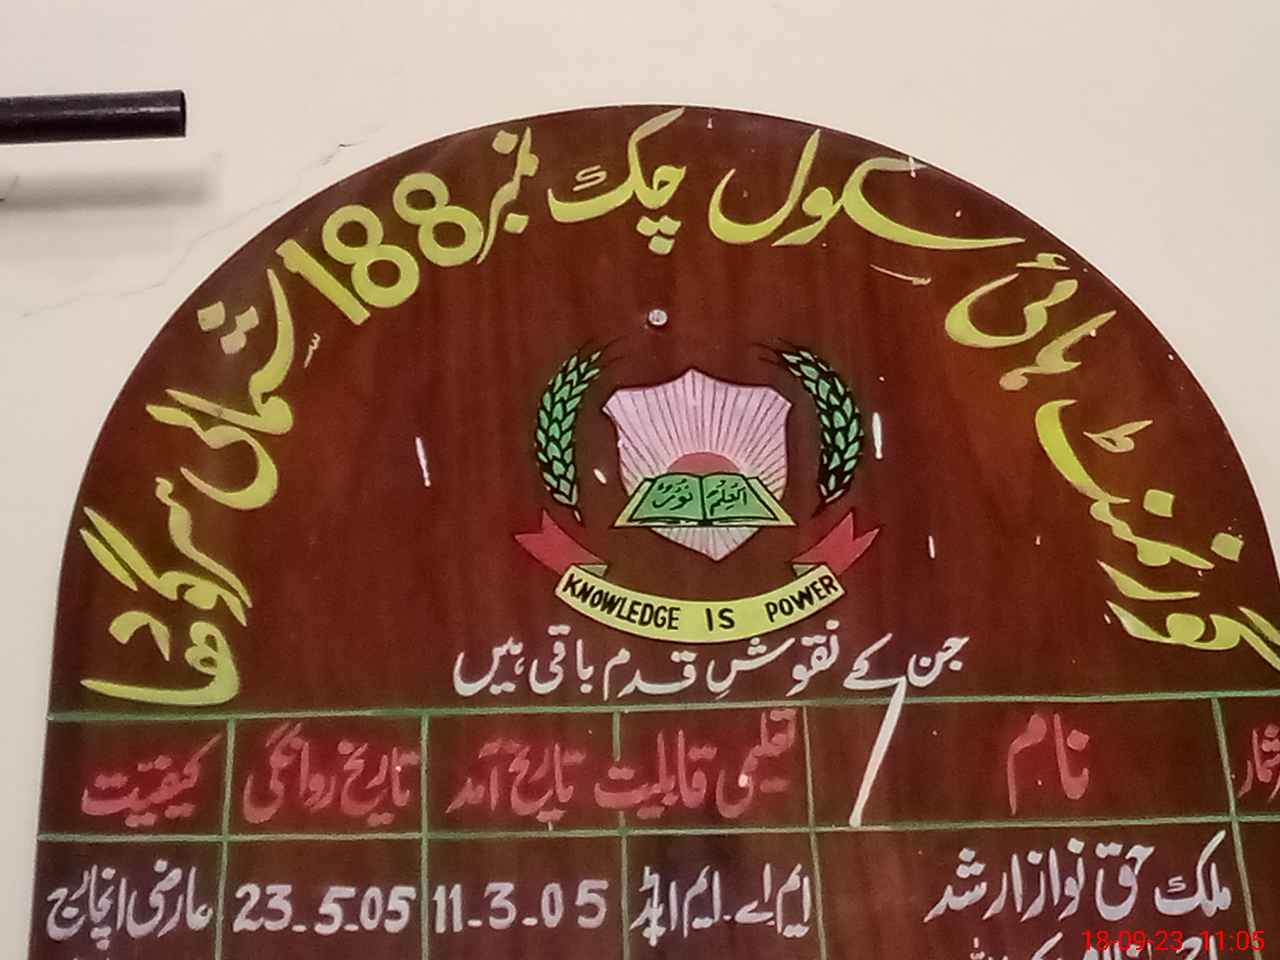 گورنمنٹ ہائی سکول چک نمبر 188 شمالی سرگودھا
العلم نور
KNOWLEDGE IS POWER
جن کے نقوشِ قدم باقی ہیں
نام تعلیمی قابلیت تاریخ آمد تاریخ روانگی کیفیت
ملک حق نواز ارشد ایم اے۔ ایم ایڈ 11-3-05 23-5-05 عارضی انچارج
18-09-23 11:05